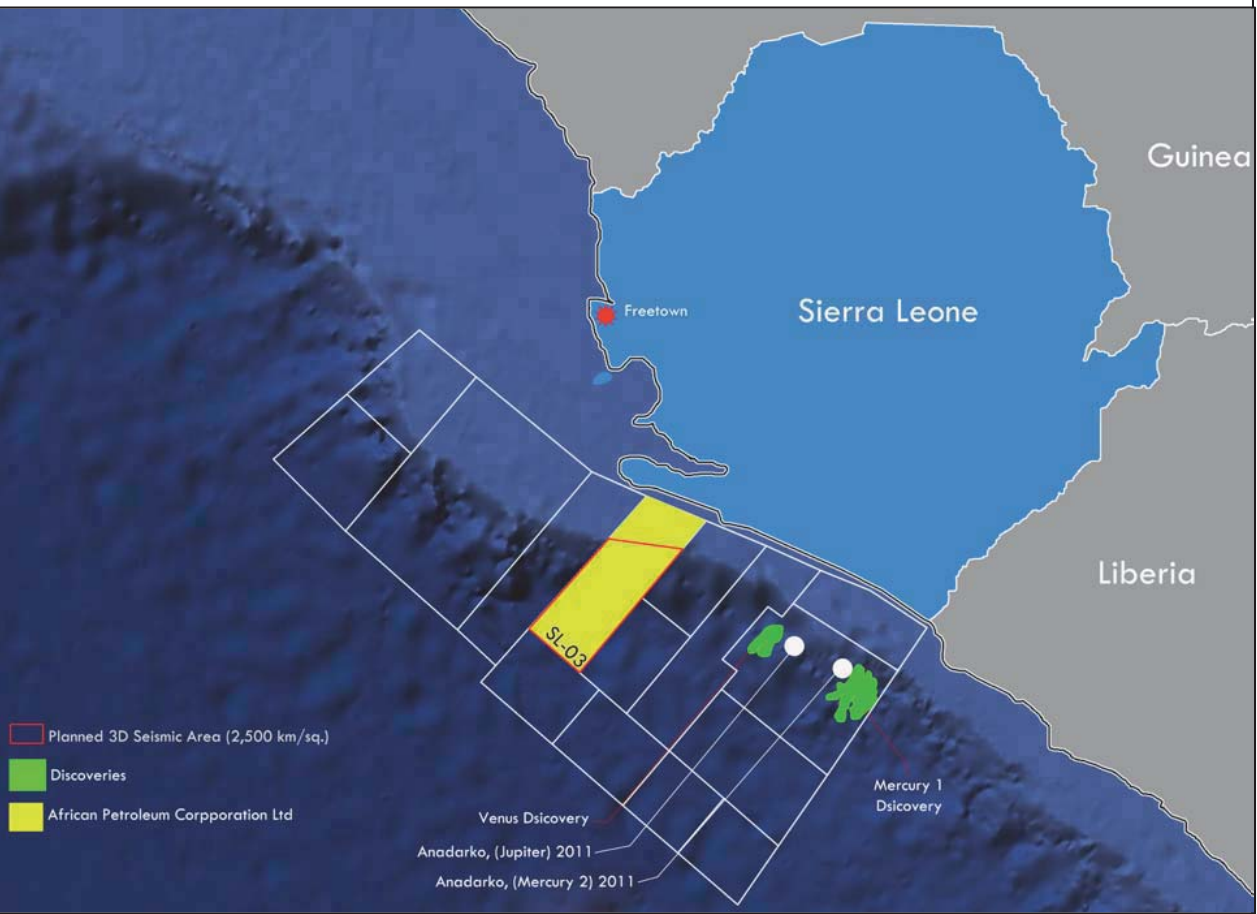 Guinea
Freetown
Sierra Leone
Liberia
SL-03
Planned 3D Seismic Area (2,500 km/sq.)
Discoveries
African Petroleum Corpporation Ltd
Mercury 1
Dsicovery
Venus Dsicovery
Anadarko, (Jupiter) 2011
Anadarko, (Mercury 2) 2011